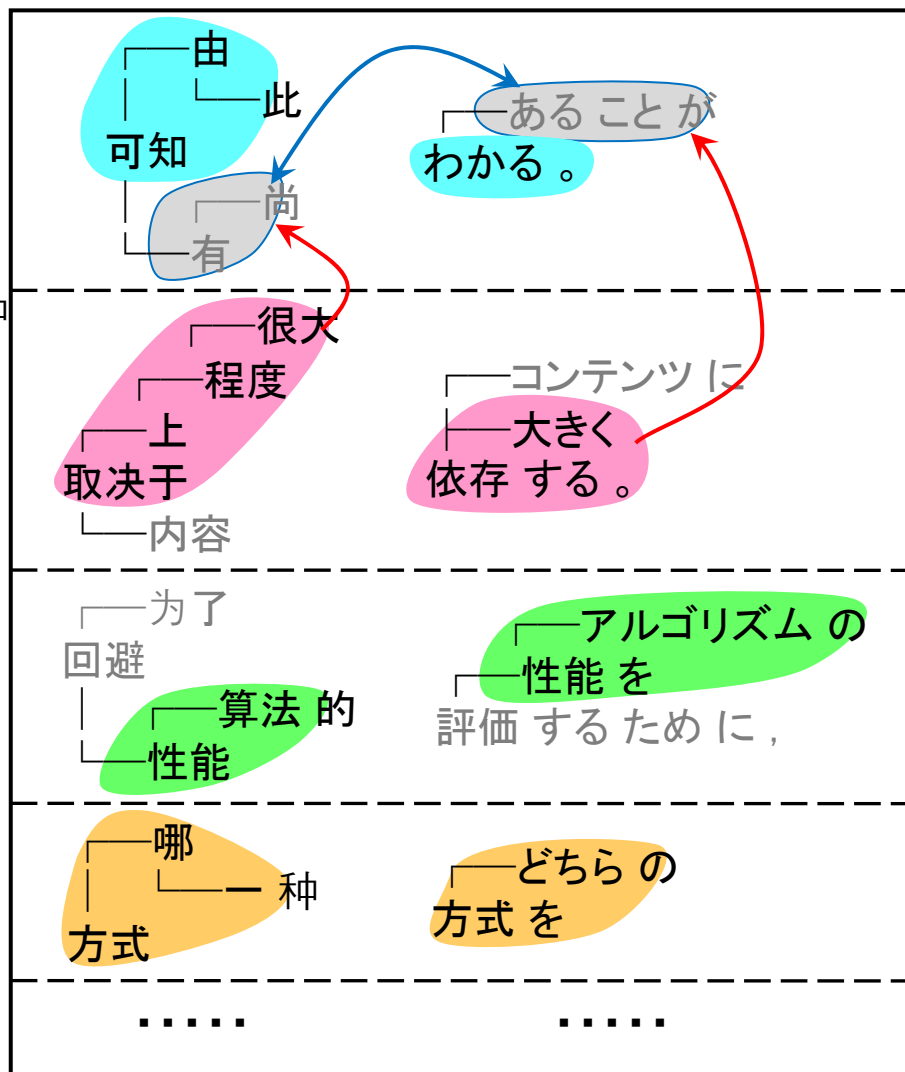 由
此
可知
尚
有
ある こと が
わかる 。
很大
程度
上
取决于
内容
コンテンツ に
大きく
依存 する 。
为了
回避
算法 的
性能
アルゴリズム の
性能 を
評価 する ため に ,
哪
一 种
方式
どちら の
方式 を
·····
·····